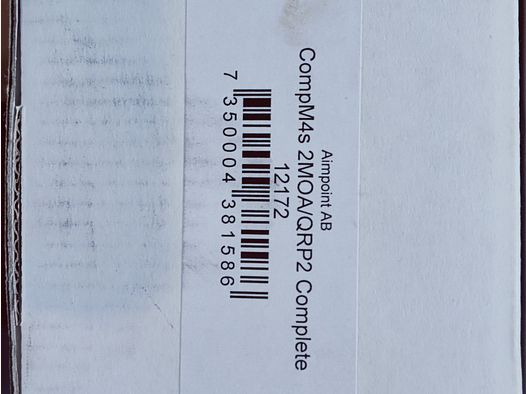 Aimpoint AB
CompM4s 2MOA/QRP2 Complete
12172
7 350004 381586